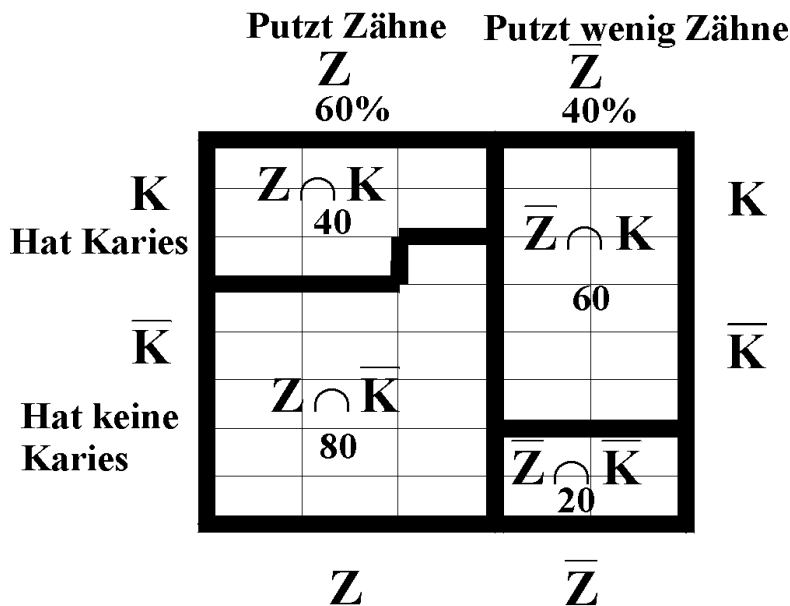 Putzt Zähne Putzt wenig Zähne
Z Z̅
60% 40%
K Z ∩ K K
40
Hat Karies Z̅ ∩ K
60
K̅ K̅
Z ∩ K̅
80
Hat keine
Karies
Z̅ ∩ K̅
20
Z Z̅